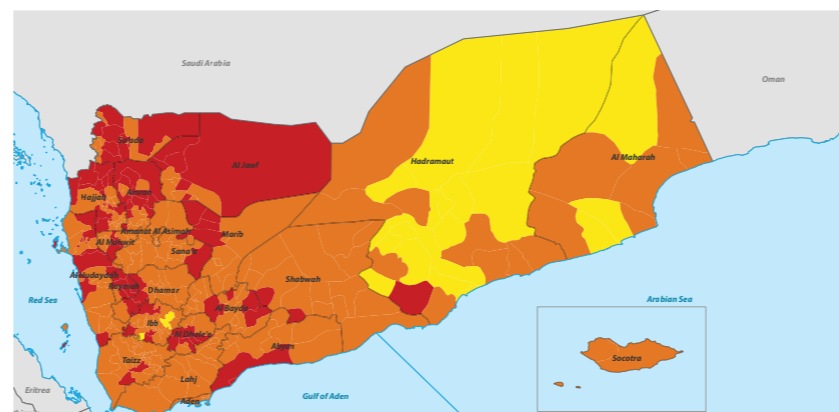 Saudi Arabia
Oman
Sa'ada
Al Jawf
Hadramaut
Al Maharah
Amran
Hajjah
Amanat Al Asimah
Marib
Al Mahwit
Sana'a
Al Hudaydah
Raymah
Dhamar
Shabwah
Red Sea
Arabian Sea
Al Bayda
Ibb
Al Dhale'e
Abyan
Taizz
Socotra
Lahj
Eritrea
Gulf of Aden
Aden